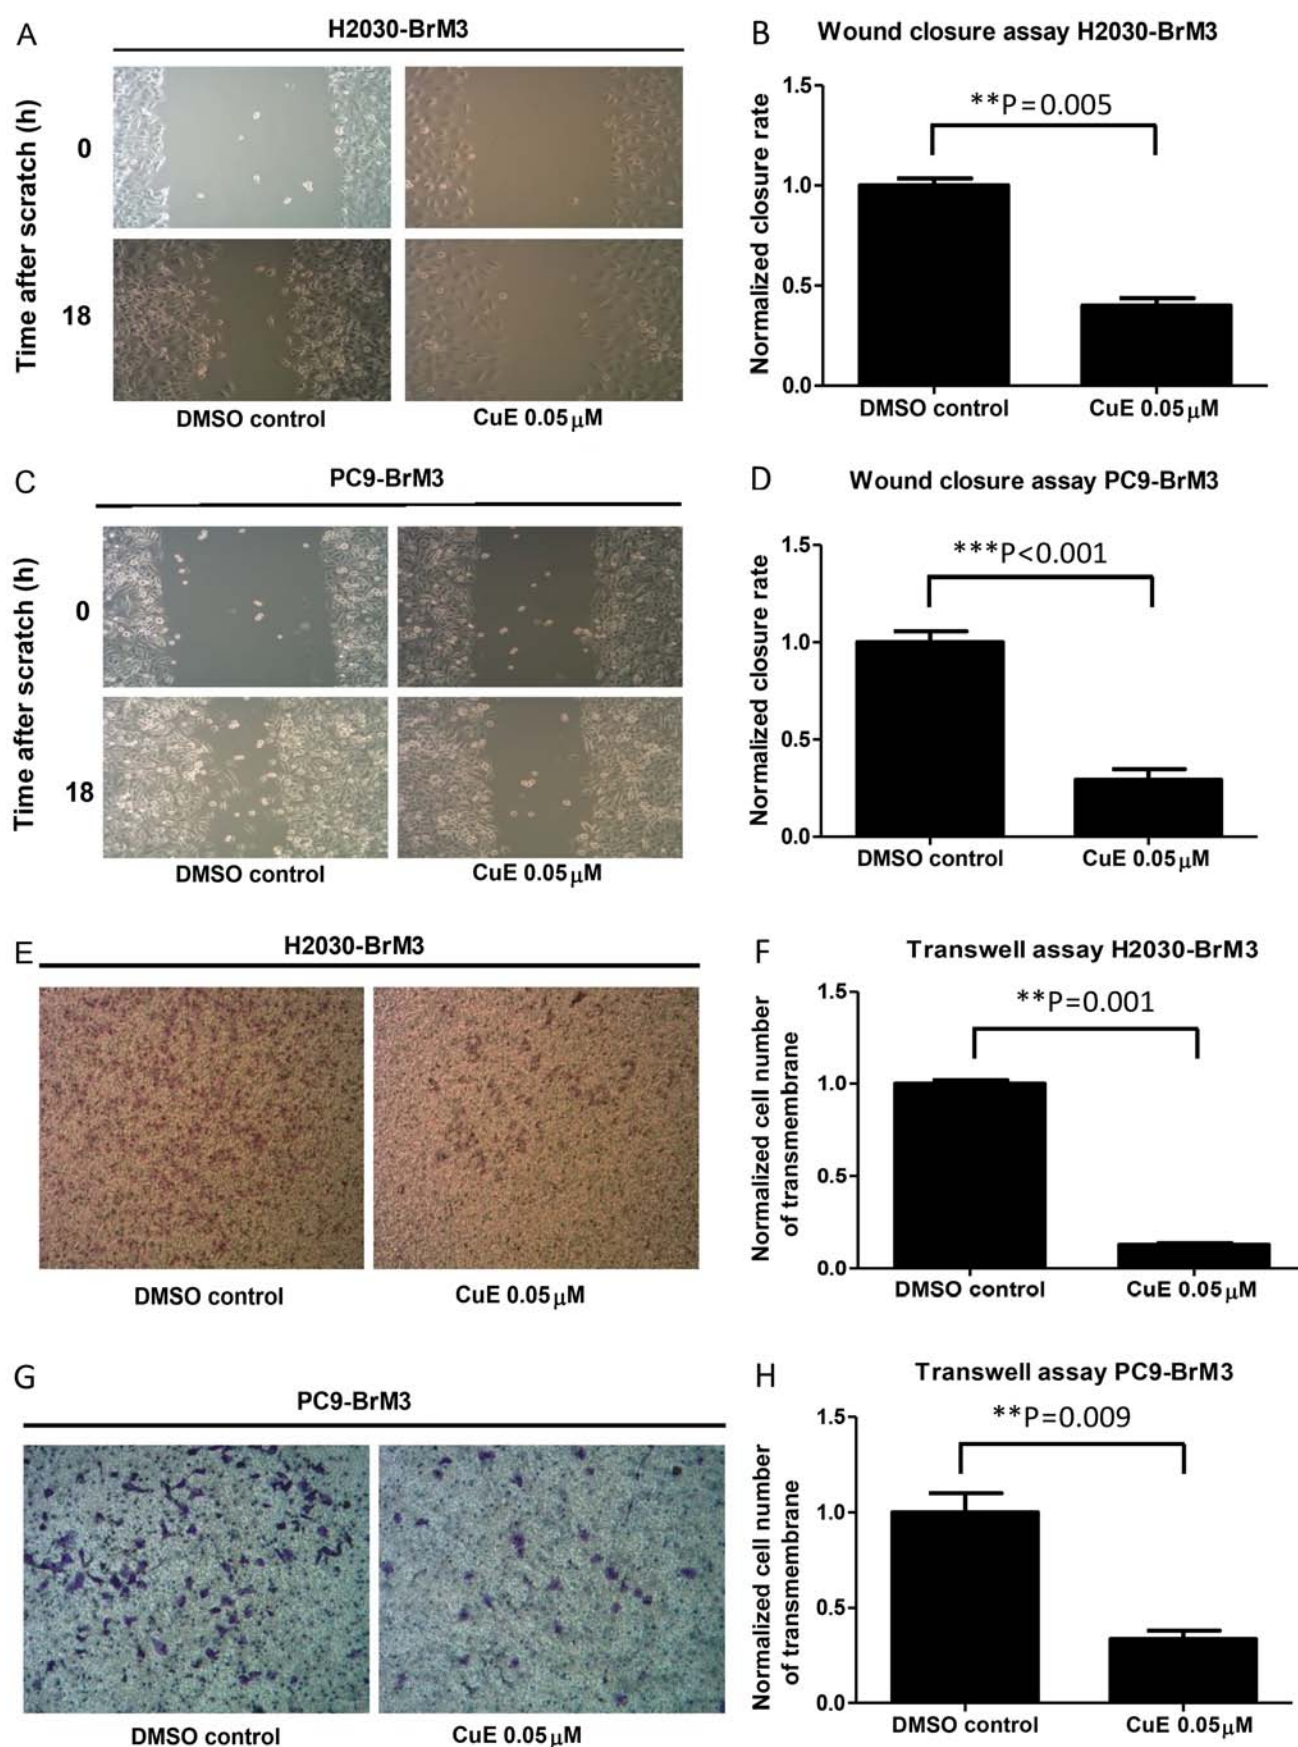 A
H2030-BrM3
Time after scratch (h)
0
18
DMSO control
CuE 0.05μM
B
Wound closure assay H2030-BrM3
Normalized closure rate
1.5
**P=0.005
1.0
0.5
0.0
DMSO control
CuE 0.05μM
C
PC9-BrM3
Time after scratch (h)
0
18
DMSO control
CuE 0.05μM
D
Wound closure assay PC9-BrM3
Normalized closure rate
1.5
***P<0.001
1.0
0.5
0.0
DMSO control
CuE 0.05μM
E
H2030-BrM3
DMSO control
CuE 0.05μM
F
Transwell assay H2030-BrM3
Normalized cell number
of transmembrane
1.5
**P=0.001
1.0
0.5
0.0
DMSO control
CuE 0.05μM
G
PC9-BrM3
DMSO control
CuE 0.05μM
H
Transwell assay PC9-BrM3
Normalized cell number
of transmembrane
1.5
**P=0.009
1.0
0.5
0.0
DMSO control
CuE 0.05μM